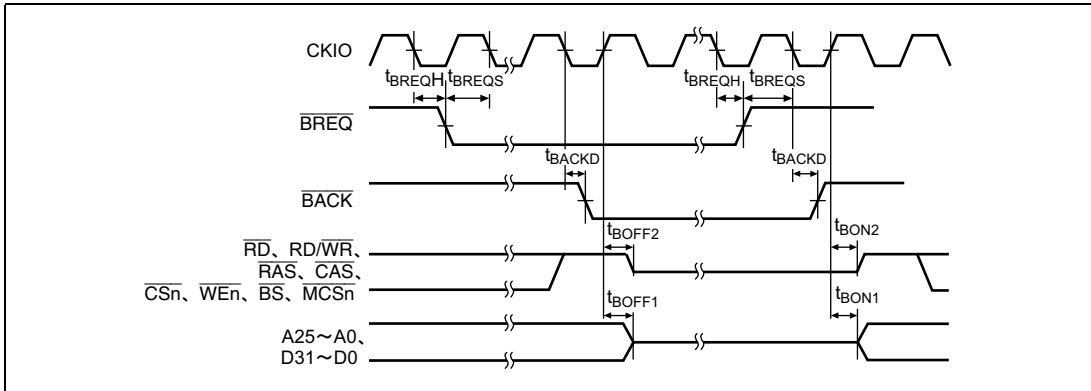 CKIO
tBREQH tBREQS tBREQH tBREQS
BREQ
tBACKD tBACKD
BACK
tBOFF2 tBON2
RD、RD/WR、
RAS、CAS、
CSn、WEn、BS、MCSn
tBOFF1 tBON1
A25～A0、
D31～D0